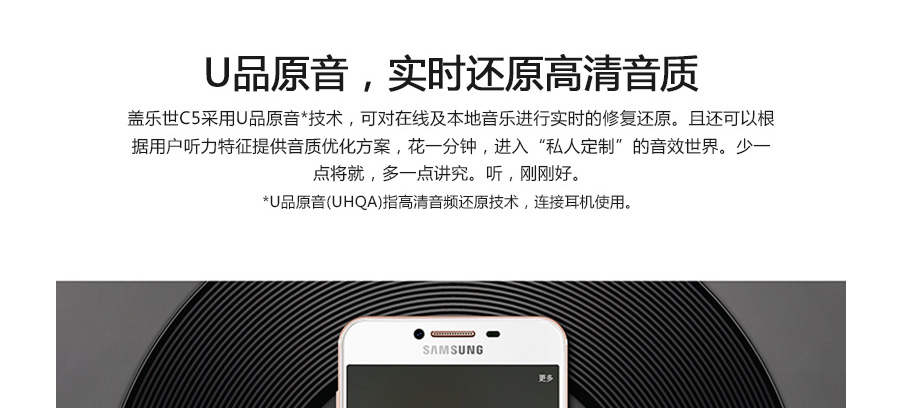 U品原音，实时还原高清音质
盖乐世C5采用U品原音*技术，可对在线及本地音乐进行实时的修复还原。且还可以根
据用户听力特征提供音质优化方案，花一分钟，进入“私人定制”的音效世界。少一
点将就，多一点讲究。听，刚刚好。
*U品原音(UHQA)指高清音频还原技术，连接耳机使用。
SAMSUNG
更多